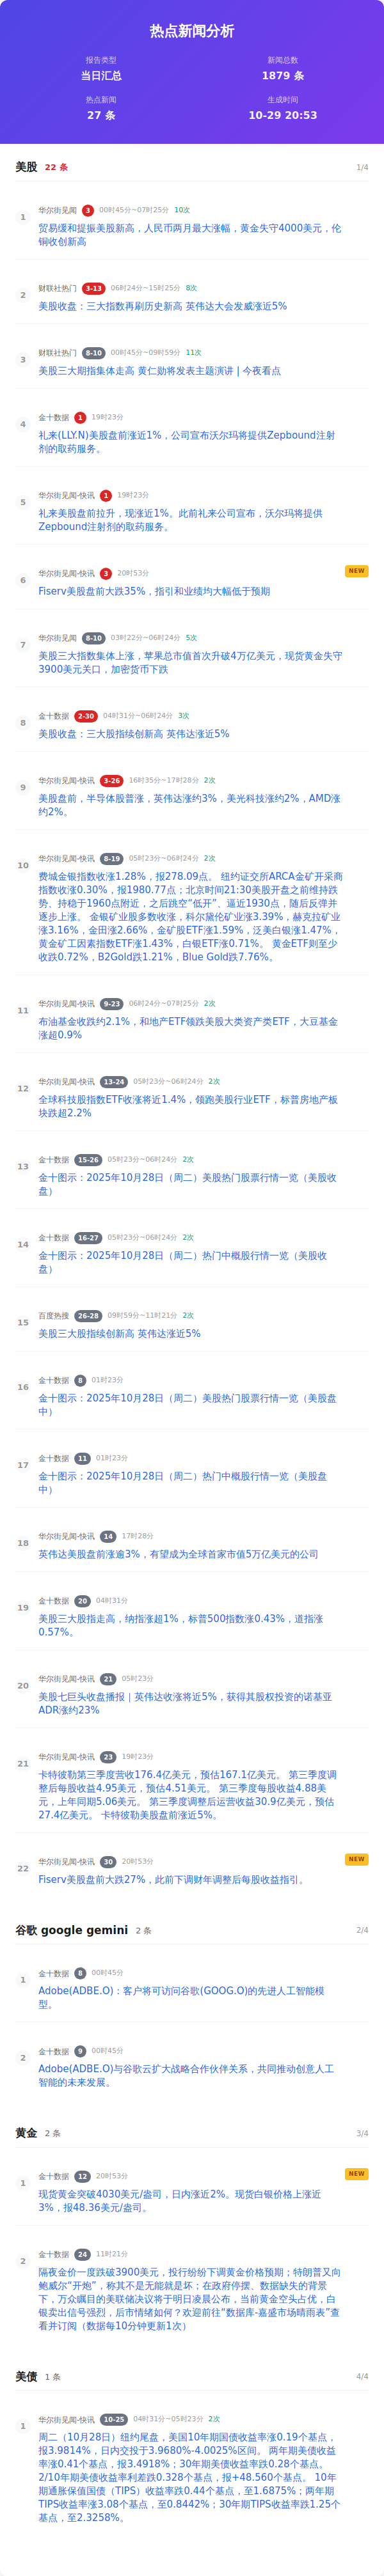 热点新闻分析
报告类型
当日汇总
新闻总数
1879 条
热点新闻
27 条
生成时间
10-29 20:53
美股 22 条 1/4
1
华尔街见闻 3 00时45分~07时25分 10次
贸易缓和提振美股新高，人民币两月最大涨幅，黄金失守4000美元，伦
铜收创新高
2
财联社热门 3-13 06时24分~15时25分 8次
美股收盘：三大指数再刷历史新高 英伟达大会发威涨近5%
3
财联社热门 8-10 00时45分~09时59分 11次
美股三大期指集体走高 黄仁勋将发表主题演讲 | 今夜看点
4
金十数据 1 19时23分
礼来(LLY.N)美股盘前涨近1%，公司宣布沃尔玛将提供Zepbound注射
剂的取药服务。
5
华尔街见闻-快讯 1 19时23分
礼来美股盘前拉升，现涨近1%。此前礼来公司宣布，沃尔玛将提供
Zepbound注射剂的取药服务。
6
华尔街见闻-快讯 3 20时53分 NEW
Fiserv美股盘前大跌35%，指引和业绩均大幅低于预期
7
华尔街见闻 8-10 03时22分~06时24分 5次
美股三大指数集体上涨，苹果总市值首次升破4万亿美元，现货黄金失守
3900美元关口，加密货币下跌
8
金十数据 2-30 04时31分~06时24分 3次
美股收盘：三大股指续创新高 英伟达涨近5%
9
华尔街见闻-快讯 3-26 16时35分~17时28分 2次
美股盘前，半导体股普涨，英伟达涨约3%，美光科技涨约2%，AMD涨
约2%。
10
华尔街见闻-快讯 8-19 05时23分~06时24分 2次
费城金银指数收涨1.28%，报278.09点。 纽约证交所ARCA金矿开采商
指数收涨0.30%，报1980.77点；北京时间21:30美股开盘之前维持跌
势、持稳于1960点附近，之后跳空“低开”、逼近1930点，随后反弹并
逐步上涨。 金银矿业股多数收涨，科尔黛伦矿业涨3.39%，赫克拉矿业
涨3.16%，金田涨2.66%，金矿股ETF涨1.59%，泛美白银涨1.47%，
黄金矿工因素指数ETF涨1.43%，白银ETF涨0.71%。 黄金ETF则至少
收跌0.72%，B2Gold跌1.21%，Blue Gold跌7.76%。
11
华尔街见闻-快讯 9-23 06时24分~07时25分 2次
布油基金收跌约2.1%，和地产ETF领跌美股大类资产类ETF，大豆基金
涨超0.9%
12
华尔街见闻-快讯 13-24 05时23分~06时24分 2次
全球科技股指数ETF收涨将近1.4%，领跑美股行业ETF，标普房地产板
块跌超2.2%
13
金十数据 15-26 05时23分~06时24分 2次
金十图示：2025年10月28日（周二）美股热门股票行情一览（美股收
盘）
14
金十数据 16-27 05时23分~06时24分 2次
金十图示：2025年10月28日（周二）热门中概股行情一览（美股收
盘）
15
百度热搜 26-28 09时59分~11时21分 2次
美股三大股指续创新高 英伟达涨近5%
16
金十数据 8 01时23分
金十图示：2025年10月28日（周二）美股热门股票行情一览（美股盘
中）
17
金十数据 11 01时23分
金十图示：2025年10月28日（周二）热门中概股行情一览（美股盘
中）
18
华尔街见闻-快讯 14 17时28分
英伟达美股盘前涨逾3%，有望成为全球首家市值5万亿美元的公司
19
金十数据 20 04时31分
美股三大股指走高，纳指涨超1%，标普500指数涨0.43%，道指涨
0.57%。
20
华尔街见闻-快讯 21 05时23分
美股七巨头收盘播报｜英伟达收涨将近5%，获得其股权投资的诺基亚
ADR涨约23%
21
华尔街见闻-快讯 23 19时23分
卡特彼勒第三季度营收176.4亿美元，预估167.1亿美元。 第三季度调
整后每股收益4.95美元，预估4.51美元。 第三季度每股收益4.88美
元，上年同期5.06美元。 第三季度调整后运营收益30.9亿美元，预估
27.4亿美元。 卡特彼勒美股盘前涨近5%。
22
华尔街见闻-快讯 30 20时53分 NEW
Fiserv美股盘前大跌27%，此前下调财年调整后每股收益指引。
谷歌 google gemini 2 条 2/4
1
金十数据 8 00时45分
Adobe(ADBE.O)：客户将可访问谷歌(GOOG.O)的先进人工智能模
型。
2
金十数据 9 00时45分
Adobe(ADBE.O)与谷歌云扩大战略合作伙伴关系，共同推动创意人工
智能的未来发展。
黄金 2 条 3/4
1
金十数据 12 20时53分 NEW
现货黄金突破4030美元/盎司，日内涨近2%。现货白银价格上涨近
3%，报48.36美元/盎司。
2
金十数据 24 11时21分
隔夜金价一度跌破3900美元，投行纷纷下调黄金价格预期；特朗普又向
鲍威尔“开炮”，称其不是无能就是坏；在政府停摆、数据缺失的背景
下，万众瞩目的美联储决议将于明日凌晨公布，当前黄金空头占优，白
银卖出信号强烈，后市情绪如何？欢迎前往“数据库-嘉盛市场晴雨表”查
看并订阅（数据每10分钟更新1次）
美债 1 条 4/4
1
华尔街见闻-快讯 10-25 04时31分~05时23分 2次
周二（10月28日）纽约尾盘，美国10年期国债收益率涨0.19个基点，
报3.9814%，日内交投于3.9680%-4.0025%区间。 两年期美债收益
率涨0.41个基点，报3.4918%；30年期美债收益率跌0.28个基点。
2/10年期美债收益率利差跌0.328个基点，报+48.560个基点。 10年
期通胀保值国债（TIPS）收益率跌0.44个基点，至1.6875%；两年期
TIPS收益率涨3.08个基点，至0.8442%；30年期TIPS收益率跌1.25个
基点，至2.3258%。